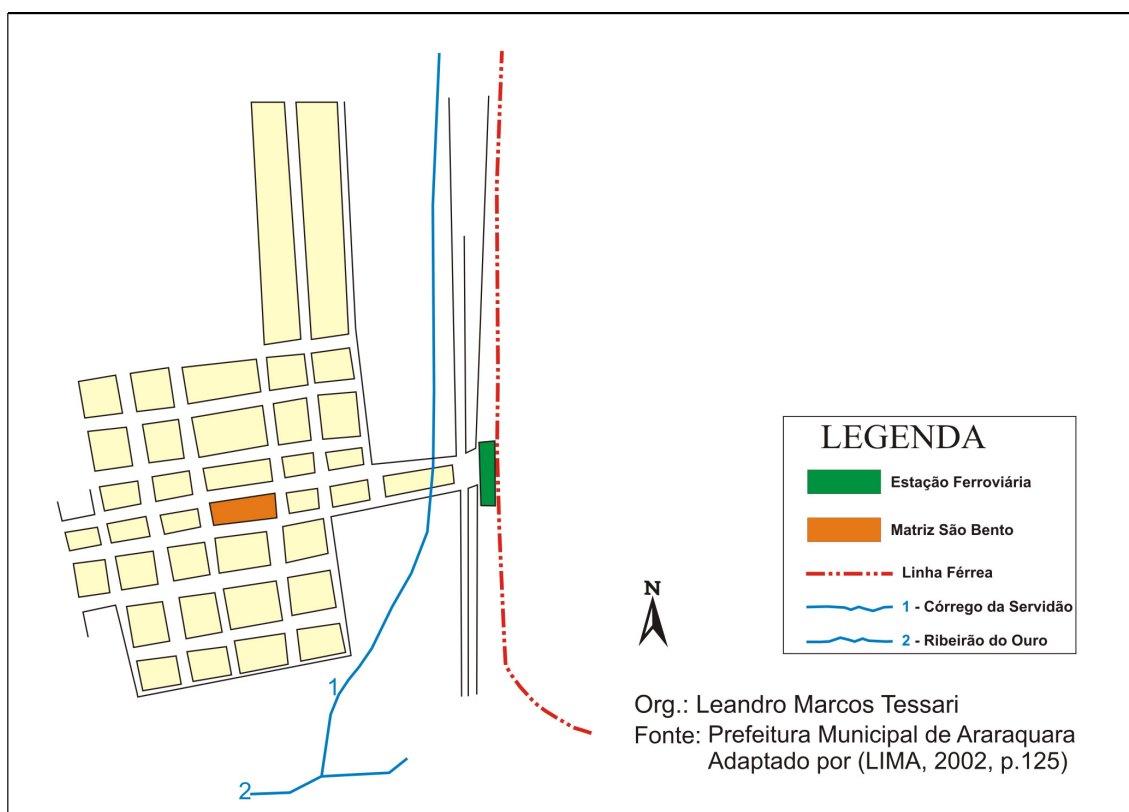 LEGENDA
Estação Ferroviária
Matriz São Bento
Linha Férrea
1 - Córrego da Servidão
2 - Ribeirão do Ouro
N
1
2
Org.: Leandro Marcos Tessari
Fonte: Prefeitura Municipal de Araraquara
Adaptado por (LIMA, 2002, p.125)